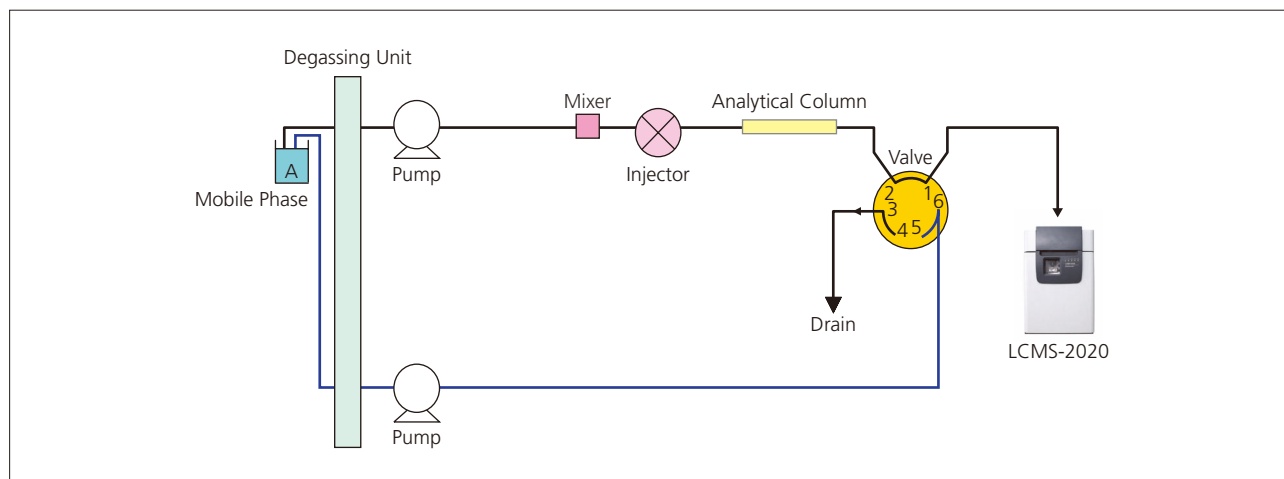 Degassing Unit
Mixer
Analytical Column
Valve
Pump
Injector
A
Mobile Phase
2
1
6
3
4
5
Drain
LCMS-2020
Pump